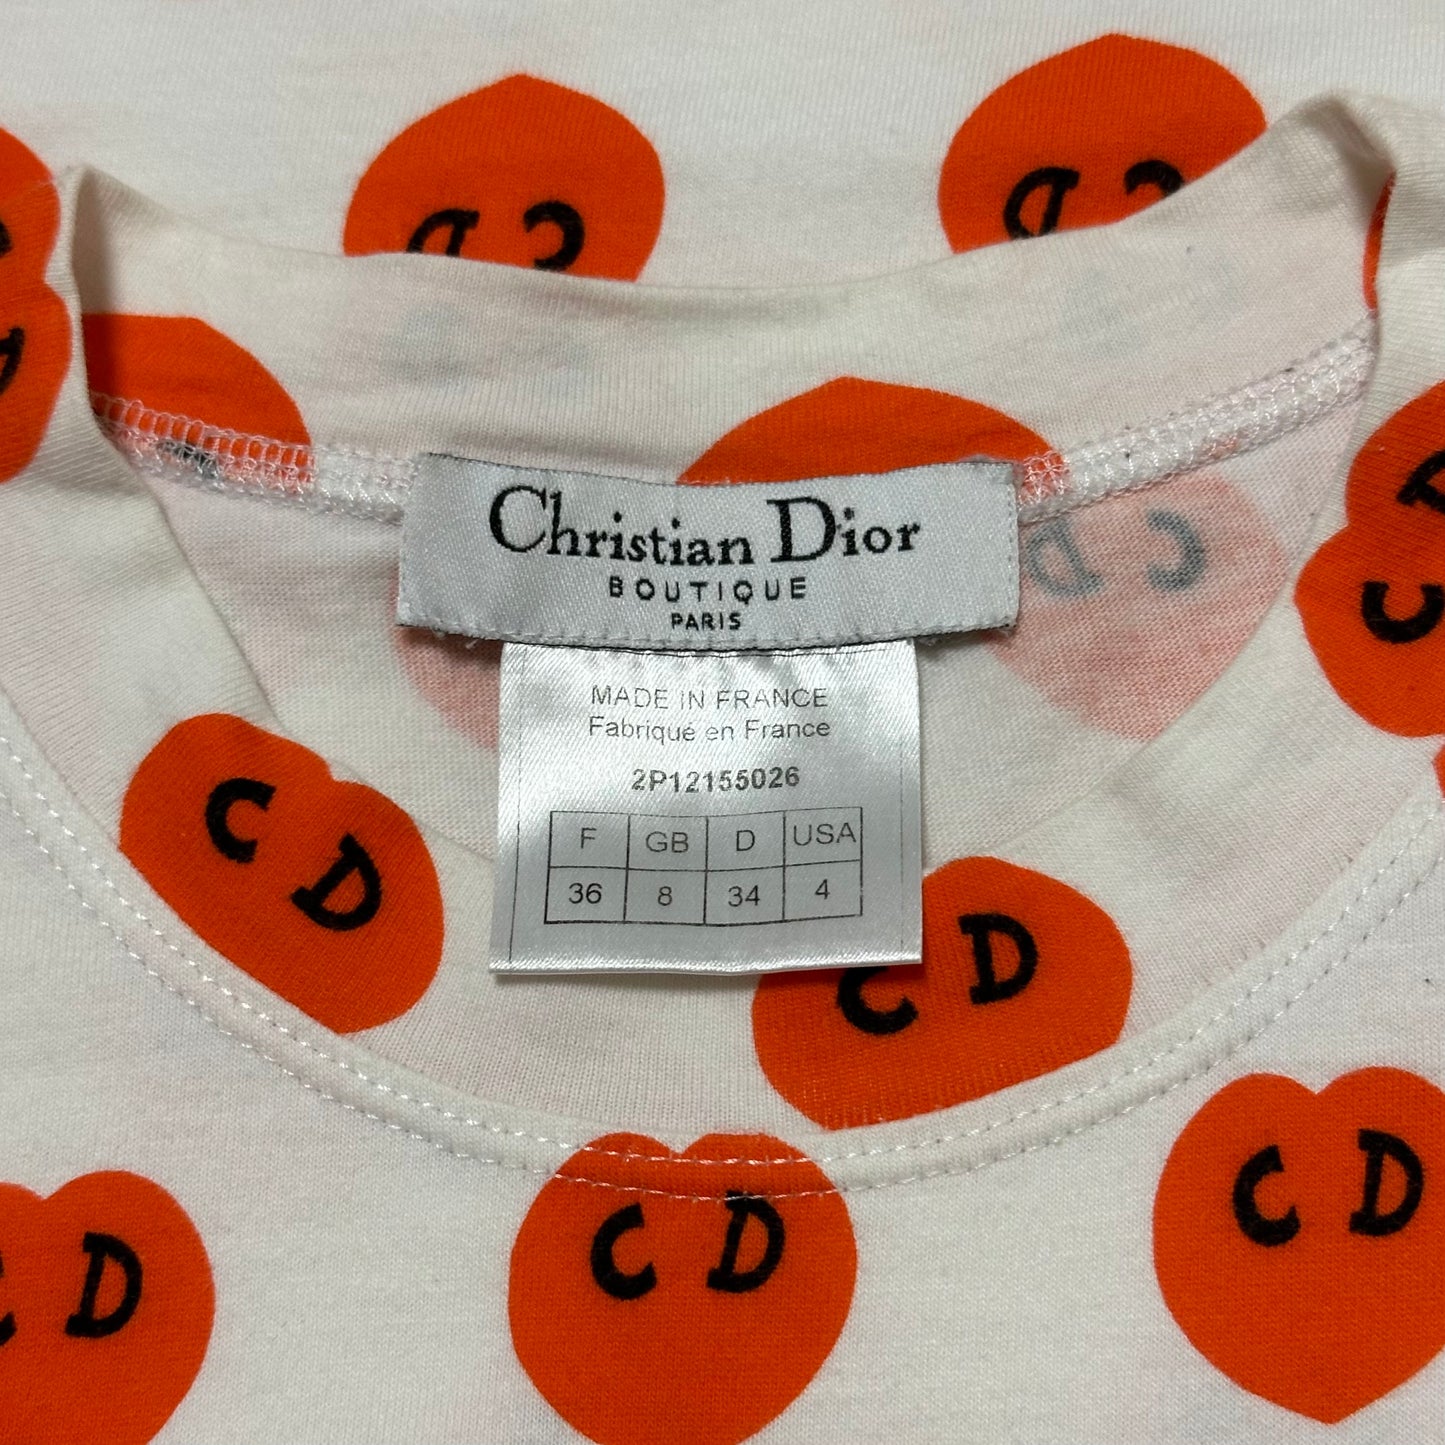 C D
C D
Christian Dior
BOUTIQUE
PARIS
MADE IN FRANCE
Fabriqué en France
2P12155026
F GB D USA
36 8 34 4
C D
C D
C D
C D
C D
C D
C D